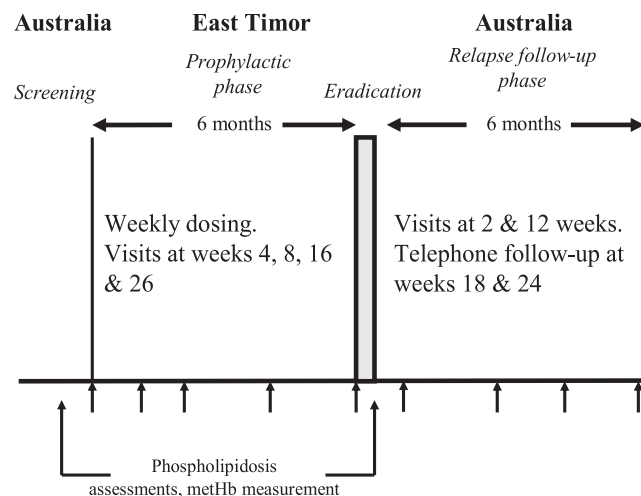 Australia East Timor Australia
Prophylactic phase
Relapse follow-up phase
Screening
Eradication
6 months
6 months
Weekly dosing.
Visits at weeks 4, 8, 16
& 26
Visits at 2 & 12 weeks.
Telephone follow-up at
weeks 18 & 24
Phospholipidosis
assessments, metHb measurement